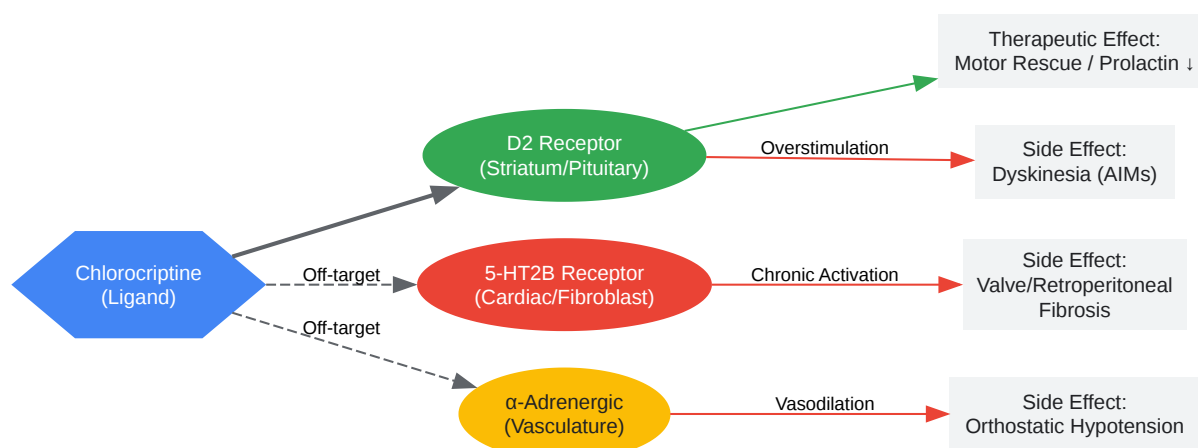 Therapeutic Effect:
Motor Rescue / Prolactin ↓
D2 Receptor
(Striatum/Pituitary)
Overstimulation
Side Effect:
Dyskinesia (AIMs)
Chlorocriptine
(Ligand)
Off-target
5-HT2B Receptor
(Cardiac/Fibroblast)
Chronic Activation
Side Effect:
Valve/Retroperitoneal
Fibrosis
Off-target
α-Adrenergic
(Vasculature)
Vasodilation
Side Effect:
Orthostatic Hypotension